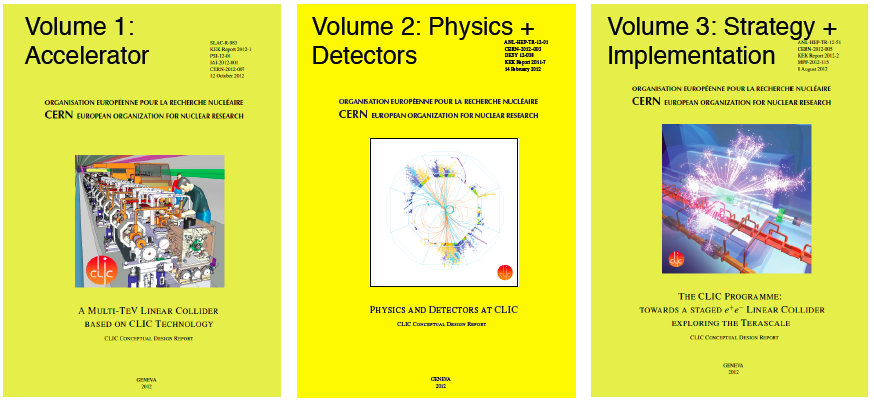 Volume 1:
Accelerator
SLAC-R-985
KEK Report 2012-1
PSI-12-01
JAI-2012-001
CERN-2012-007
12 October 2012
ORGANISATION EUROPÉENNE POUR LA RECHERCHE NUCLÉAIRE
CERN EUROPEAN ORGANIZATION FOR NUCLEAR RESEARCH
clic
A MULTI-TEV LINEAR COLLIDER
BASED ON CLIC TECHNOLOGY
CLIC CONCEPTUAL DESIGN REPORT
GENEVA
2012
Volume 2: Physics +
Detectors
ANL-HEP-TR-12-01
CERN-2012-003
DESY 12-008
KEK Report 2011-7
14 February 2012
ORGANISATION EUROPÉENNE POUR LA RECHERCHE NUCLÉAIRE
CERN EUROPEAN ORGANIZATION FOR NUCLEAR RESEARCH
clic
PHYSICS AND DETECTORS AT CLIC
CLIC CONCEPTUAL DESIGN REPORT
GENEVA
2012
Volume 3: Strategy +
Implementation
ANL-HEP-TR-12-51
CERN-2012-005
KEK Report 2012-2
MPP-2012-115
8 August 2012
ORGANISATION EUROPÉENNE POUR LA RECHERCHE NUCLÉAIRE
CERN EUROPEAN ORGANIZATION FOR NUCLEAR RESEARCH
clic
THE CLIC PROGRAMME:
TOWARDS A STAGED e⁺e⁻ LINEAR COLLIDER
EXPLORING THE TERASCALE
CLIC CONCEPTUAL DESIGN REPORT
GENEVA
2012